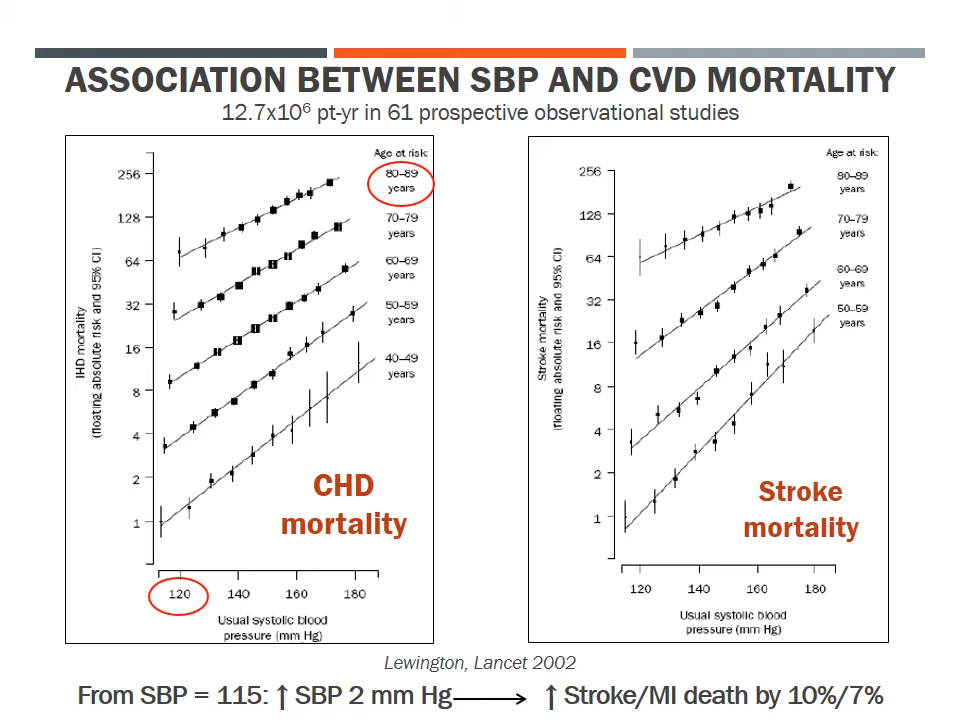 ASSOCIATION BETWEEN SBP AND CVD MORTALITY
12.7x10⁶ pt-yr in 61 prospective observational studies
Age at risk:
80–89
years
70–79
years
60–69
years
50–59
years
40–49
years
256
128
64
32
16
8
4
2
1
IHD mortality
(floating absolute risk and 95% CI)
CHD
mortality
120
140
160
180
Usual systolic blood
pressure (mm Hg)
Age at risk:
80–89
years
70–79
years
60–69
years
50–59
years
256
128
64
32
16
8
4
2
1
Stroke mortality
(floating absolute risk and 95% CI)
Stroke
mortality
120
140
160
180
Usual systolic blood
pressure (mm Hg)
Lewington, Lancet 2002
From SBP = 115: ↑ SBP 2 mm Hg → ↑ Stroke/MI death by 10%/7%